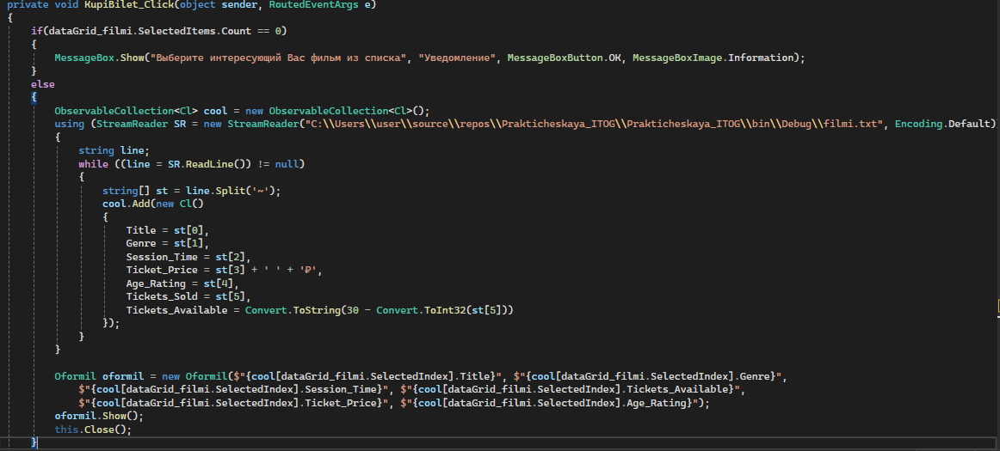 private void KupiBilet_Click(object sender, RoutedEventArgs e)
{
    if(dataGrid_filmi.SelectedItems.Count == 0)
    {
        MessageBox.Show("Выберите интересующий Вас фильм из списка", "Уведомление", MessageBoxButton.OK, MessageBoxImage.Information);
    }
    else
    {
        ObservableCollection<Cl> cool = new ObservableCollection<Cl>();
        using (StreamReader SR = new StreamReader("C:\\Users\\user\\source\\repos\\Prakticheskaya_ITOG\\Prakticheskaya_ITOG\\bin\\Debug\\filmi.txt", Encoding.Default))
        {
            string line;
            while ((line = SR.ReadLine()) != null)
            {
                string[] st = line.Split('~');
                cool.Add(new Cl()
                {
                    Title = st[0],
                    Genre = st[1],
                    Session_Time = st[2],
                    Ticket_Price = st[3] + ' ' + '₽',
                    Age_Rating = st[4],
                    Tickets_Sold = st[5],
                    Tickets_Available = Convert.ToString(30 - Convert.ToInt32(st[5]))
                });
            }
        }
        Oformil oformil = new Oformil($"{cool[dataGrid_filmi.SelectedIndex].Title}", $"{cool[dataGrid_filmi.SelectedIndex].Genre}",
            $"{cool[dataGrid_filmi.SelectedIndex].Session_Time}", $"{cool[dataGrid_filmi.SelectedIndex].Tickets_Available}",
            $"{cool[dataGrid_filmi.SelectedIndex].Ticket_Price}", $"{cool[dataGrid_filmi.SelectedIndex].Age_Rating}");
        oformil.Show();
        this.Close();
    }